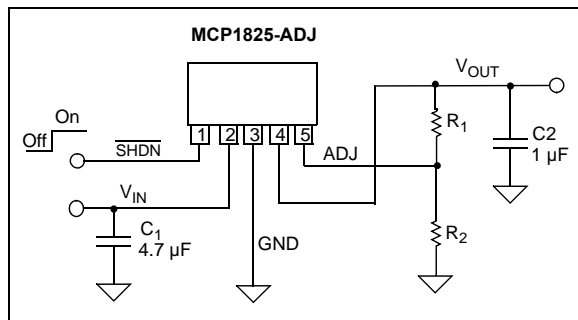 MCP1825-ADJ
VOUT
On
Off
1 2 3 4 5
R1
C2
1 µF
SHDN
ADJ
VIN
C1
4.7 µF
GND
R2